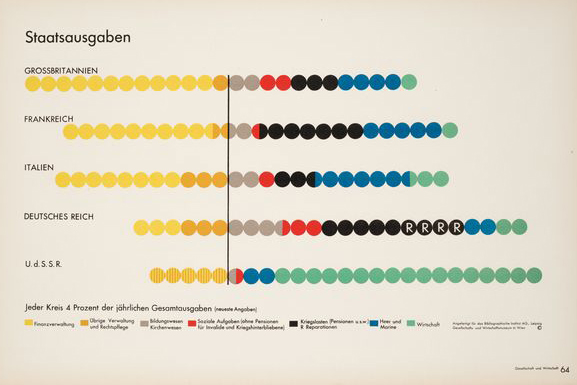 Staatsausgaben
GROSSBRITANNIEN
FRANKREICH
ITALIEN
DEUTSCHES REICH
R R R R
U.d.S.S.R.
Jeder Kreis 4 Prozent der jährlichen Gesamtausgaben (neueste Angaben)
Finanzverwaltung
Übrige Verwaltung
und Rechtspflege
Bildungswesen
Kirchenwesen
Soziale Aufgaben (ohne Pensionen
für Invalide und Kriegshinterbliebene)
Kriegslasten (Pensionen u.s.w.)
R Reparationen
Heer und
Marine
Wirtschaft
Angefertigt für das Bibliographische Institut AG, Leipzig
Gesellschafts- und Wirtschaftsmuseum in Wien
©
Gesellschaft und Wirtschaft 64